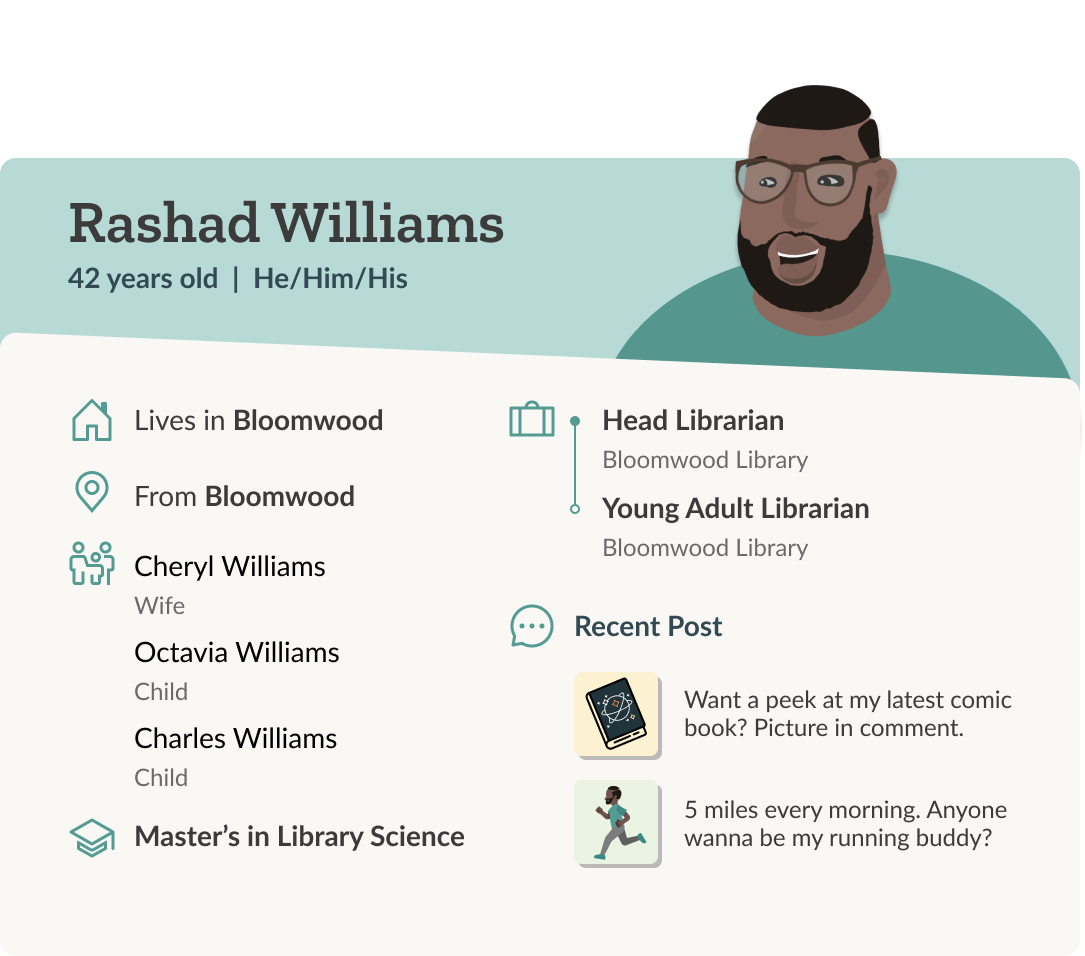 Rashad Williams
42 years old | He/Him/His
Lives in Bloomwood
From Bloomwood
Cheryl Williams
Wife
Octavia Williams
Child
Charles Williams
Child
Master’s in Library Science
Head Librarian
Bloomwood Library
Young Adult Librarian
Bloomwood Library
Recent Post
Want a peek at my latest comic
book? Picture in comment.
5 miles every morning. Anyone
wanna be my running buddy?